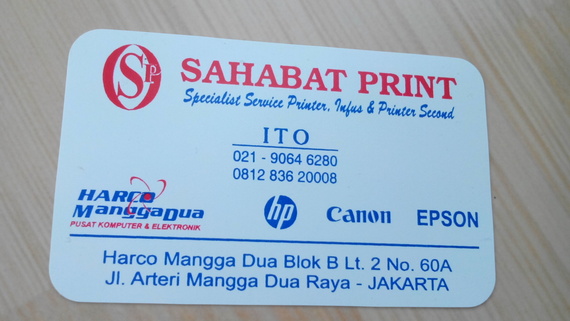 SAHABAT PRINT
Specialist Service Printer, Infus & Printer Second
ITO
021 - 9064 6280
0812 836 20008
HARCO
ManggaDua
PUSAT KOMPUTER & ELEKTRONIK
hp
Canon
EPSON
Harco Mangga Dua Blok B Lt. 2 No. 60A
Jl. Arteri Mangga Dua Raya - JAKARTA